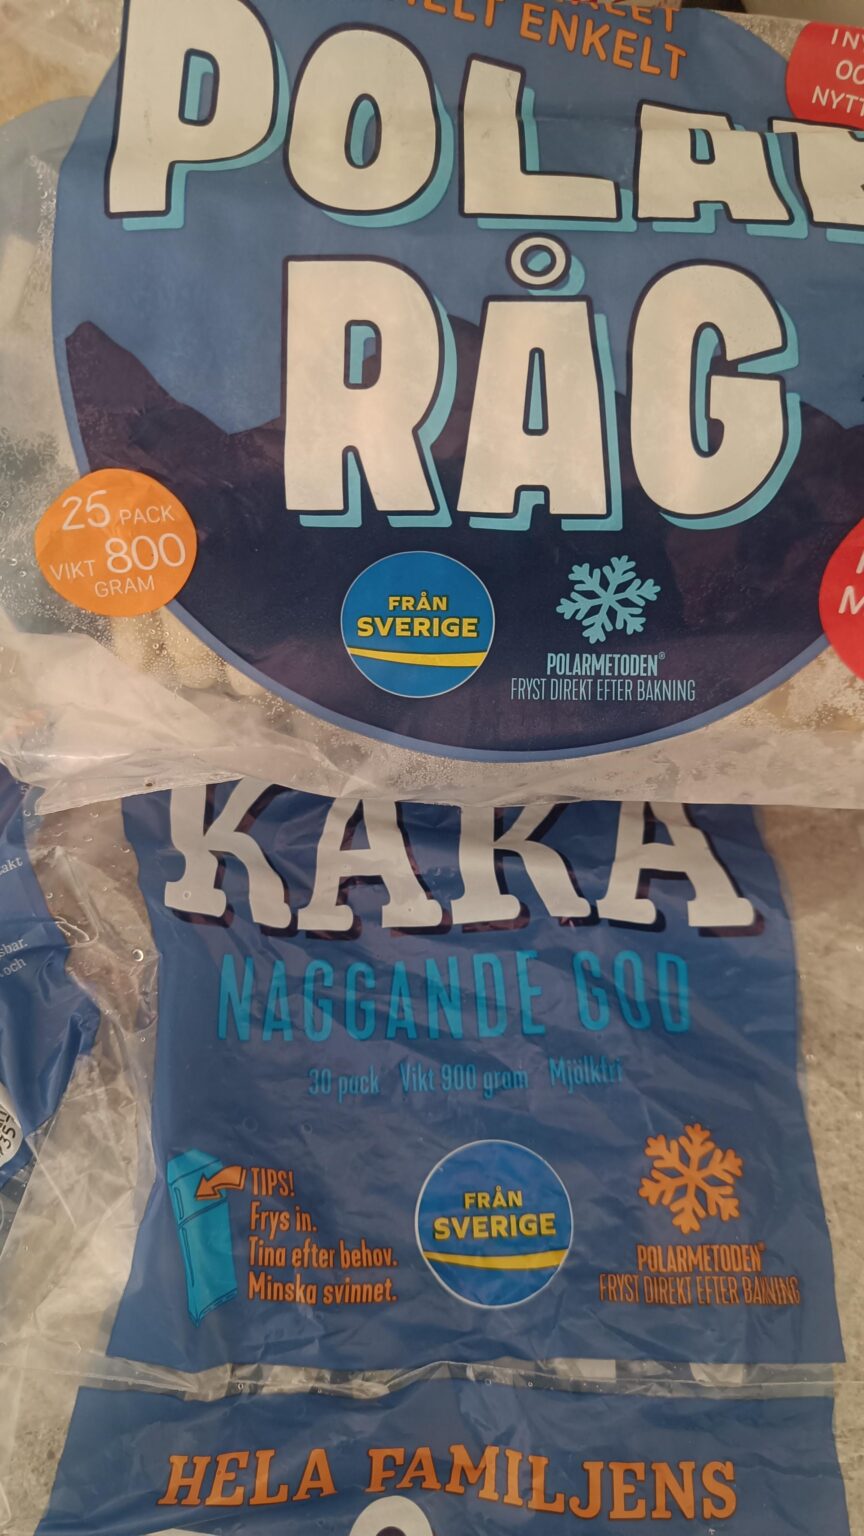 HELT ENKELT
POLAR
RÅG
25 PACK
VIKT 800
GRAM
FRÅN
SVERIGE
POLARMETODEN®
FRYST DIREKT EFTER BAKNING
KAKA
NAGGANDE GOD
30 pack Vikt 900 gram Mjölkfri
TIPS!
Frys in.
Tina efter behov.
Minska svinnet.
FRÅN
SVERIGE
POLARMETODEN®
FRYST DIREKT EFTER BAKNING
HELA FAMILJENS